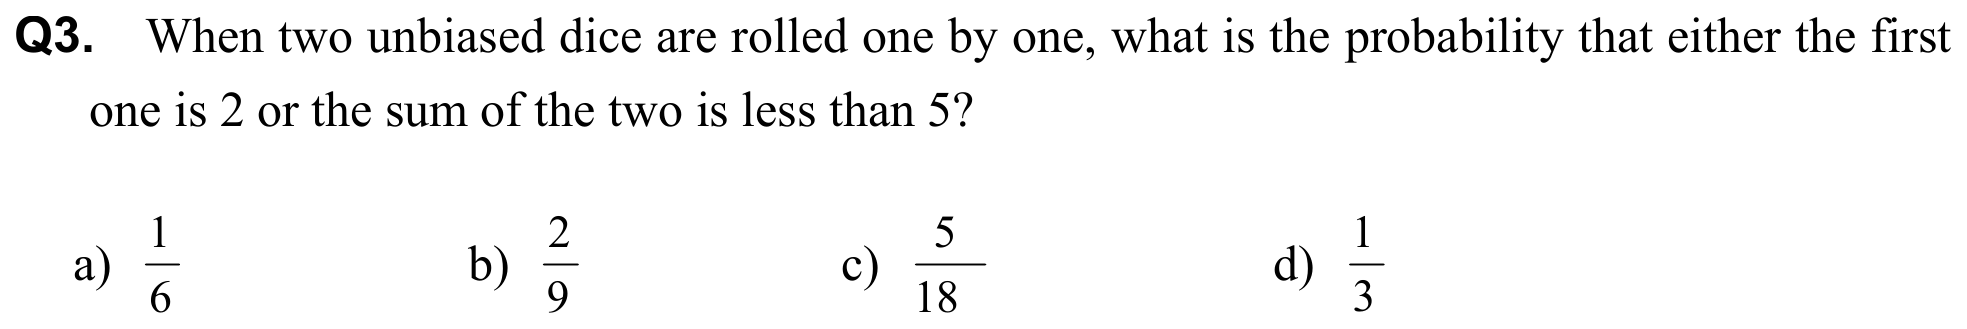 Q3. When two unbiased dice are rolled one by one, what is the probability that either the first
one is 2 or the sum of the two is less than 5?
a) 1/6 b) 2/9 c) 5/18 d) 1/3